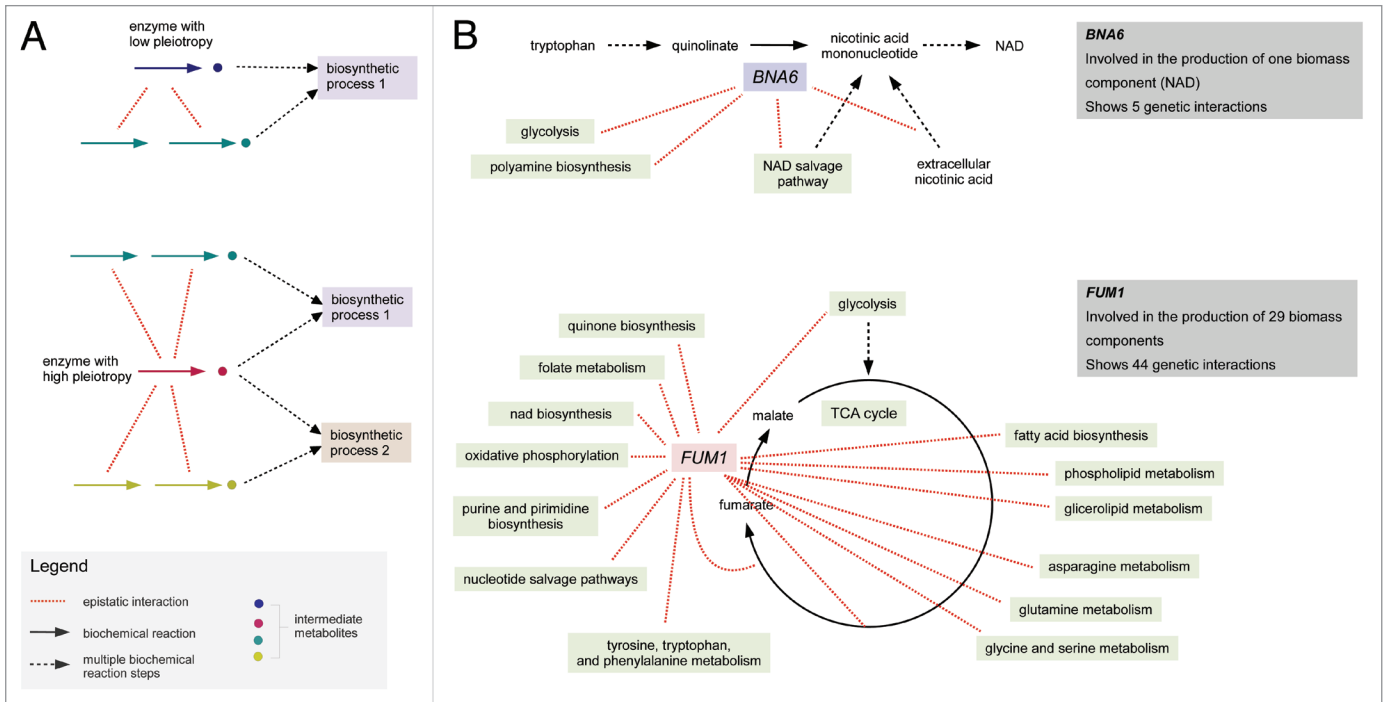 A
enzyme with
low pleiotropy
biosynthetic
process 1
biosynthetic
process 1
enzyme with
high pleiotropy
biosynthetic
process 2
Legend
epistatic interaction
biochemical reaction
multiple biochemical
reaction steps
intermediate
metabolites
B
tryptophan
quinolinate
nicotinic acid
mononucleotide
NAD
BNA6
glycolysis
polyamine biosynthesis
NAD salvage
pathway
extracellular
nicotinic acid
BNA6
Involved in the production of one biomass
component (NAD)
Shows 5 genetic interactions
glycolysis
quinone biosynthesis
folate metabolism
nad biosynthesis
oxidative phosphorylation
purine and pirimidine
biosynthesis
nucleotide salvage pathways
tyrosine, tryptophan,
and phenylalanine metabolism
FUM1
malate
TCA cycle
fumarate
fatty acid biosynthesis
phospholipid metabolism
glicerolipid metabolism
asparagine metabolism
glutamine metabolism
glycine and serine metabolism
FUM1
Involved in the production of 29 biomass
components
Shows 44 genetic interactions